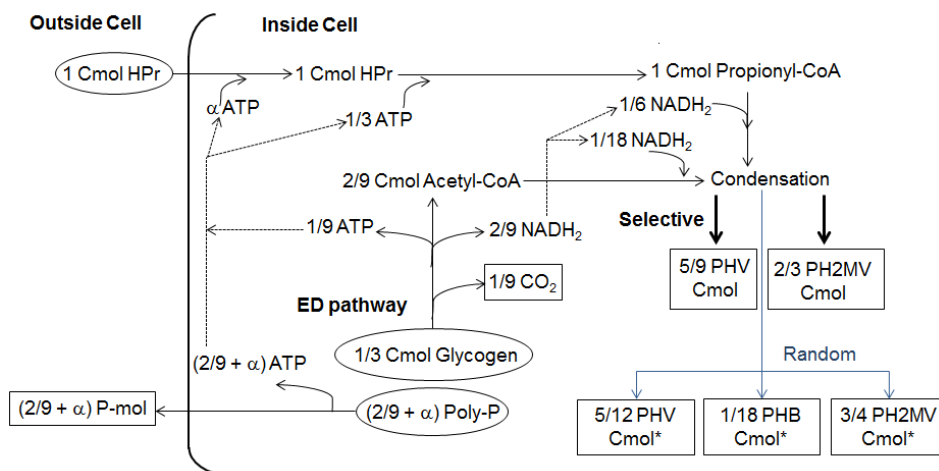 Outside Cell
Inside Cell
1 Cmol HPr
1 Cmol HPr
1 Cmol Propionyl-CoA
α ATP
1/3 ATP
1/6 NADH₂
1/18 NADH₂
2/9 Cmol Acetyl-CoA
Condensation
1/9 ATP
2/9 NADH₂
Selective
5/9 PHV
Cmol
2/3 PH2MV
Cmol
1/9 CO₂
ED pathway
1/3 Cmol Glycogen
(2/9 + α) ATP
Random
(2/9 + α) P-mol
(2/9 + α) Poly-P
5/12 PHV
Cmol*
1/18 PHB
Cmol*
3/4 PH2MV
Cmol*